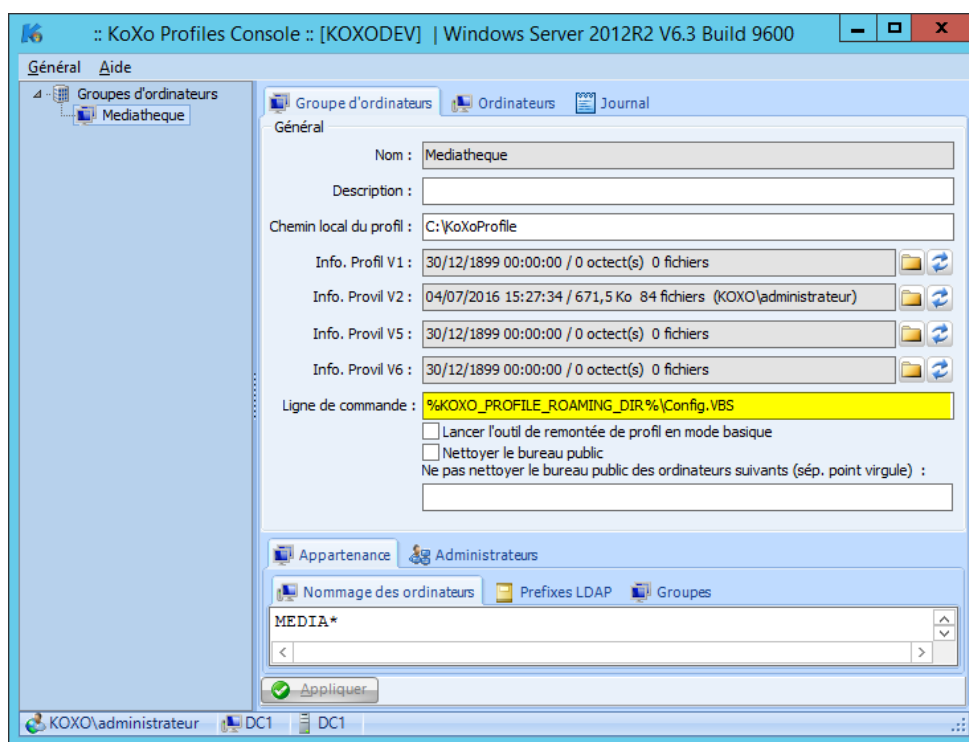 :: KoXo Profiles Console :: [KOXODEV]  | Windows Server 2012R2 V6.3 Build 9600
Général Aide
Groupes d'ordinateurs
Mediatheque
Groupe d'ordinateurs Ordinateurs Journal
Général
Nom : Mediatheque
Description :
Chemin local du profil : C:\KoXoProfile
Info. Profil V1 : 30/12/1899 00:00:00 / 0 octect(s)  0 fichiers
Info. Provil V2 : 04/07/2016 15:27:34 / 671,5 Ko  84 fichiers  (KOXO\administrateur)
Info. Provil V5 : 30/12/1899 00:00:00 / 0 octect(s)  0 fichiers
Info. Provil V6 : 30/12/1899 00:00:00 / 0 octect(s)  0 fichiers
Ligne de commande : %KOXO_PROFILE_ROAMING_DIR%\Config.VBS
Lancer l'outil de remontée de profil en mode basique
Nettoyer le bureau public
Ne pas nettoyer le bureau public des ordinateurs suivants (sép. point virgule) :
Appartenance Administrateurs
Nommage des ordinateurs Prefixes LDAP Groupes
MEDIA*
Appliquer
KOXO\administrateur DC1 DC1